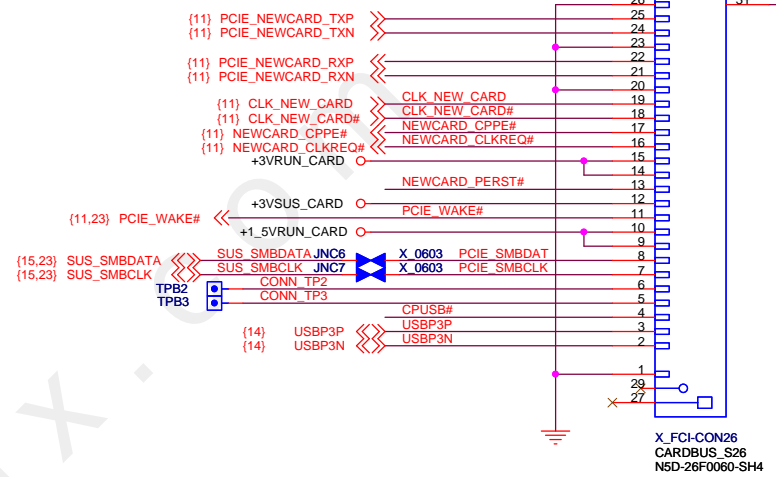 26
31
{11} PCIE_NEWCARD_TXP 25
{11} PCIE_NEWCARD_TXN 24
23
{11} PCIE_NEWCARD_RXP 22
{11} PCIE_NEWCARD_RXN 21
20
{11} CLK_NEW_CARD CLK_NEW_CARD 19
{11} CLK_NEW_CARD# CLK_NEW_CARD# 18
{11} NEWCARD_CPPE# NEWCARD_CPPE# 17
{11} NEWCARD_CLKREQ# NEWCARD_CLKREQ# 16
+3VRUN_CARD 15
14
NEWCARD_PERST# 13
+3VSUS_CARD 12
{11,23} PCIE_WAKE# PCIE_WAKE# 11
+1_5VRUN_CARD 10
9
{15,23} SUS_SMBDATA SUS_SMBDATA JNC6 X_0603 PCIE_SMBDAT 8
{15,23} SUS_SMBCLK SUS_SMBCLK JNC7 X_0603 PCIE_SMBCLK 7
TPB2 CONN_TP2 6
TPB3 CONN_TP3 5
CPUSB# 4
{14} USBP3P USBP3P 3
{14} USBP3N USBP3N 2
1
29
27
X_FCI-CON26
CARDBUS_S26
N5D-26F0060-SH4
x.com